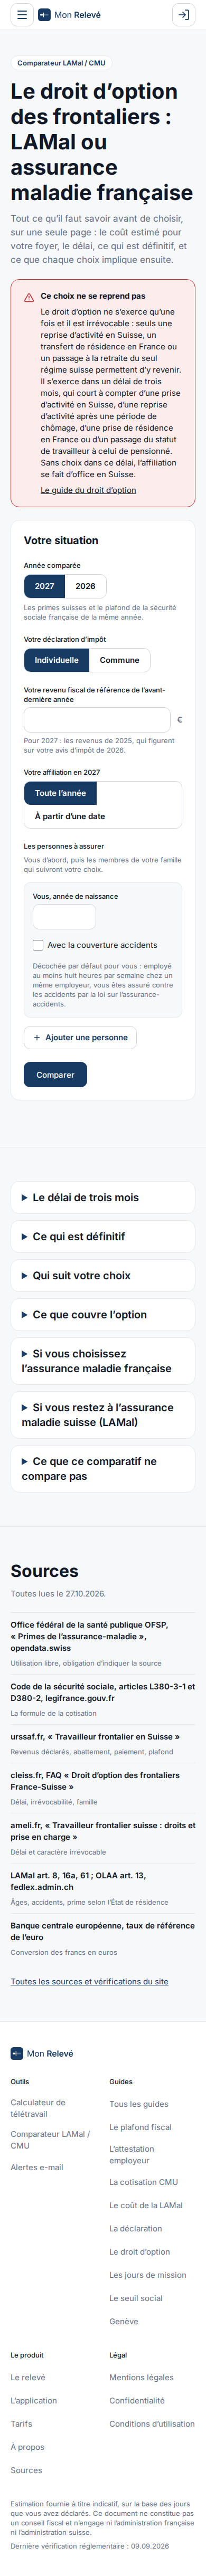 Mon Relevé
Comparateur LAMal / CMU
Le droit d’option
des frontaliers :
LAMal ou
assurance
maladie française
Tout ce qu’il faut savoir avant de choisir,
sur une seule page : le coût estimé pour
votre foyer, le délai, ce qui est définitif, et
ce que chaque choix implique ensuite.
Ce choix ne se reprend pas
Le droit d’option ne s’exerce qu’une
fois et il est irrévocable : seuls une
reprise d’activité en Suisse, un
transfert de résidence en France ou
un passage à la retraite du seul
régime suisse permettent d’y revenir.
Il s’exerce dans un délai de trois
mois, qui court à compter d’une prise
d’activité en Suisse, d’une reprise
d’activité après une période de
chômage, d’une prise de résidence
en France ou d’un passage du statut
de travailleur à celui de pensionné.
Sans choix dans ce délai, l’affiliation
se fait d’office en Suisse.
Le guide du droit d’option
Votre situation
Année comparée
2027 2026
Les primes suisses et le plafond de la sécurité
sociale française de la même année.
Votre déclaration d’impôt
Individuelle Commune
Votre revenu fiscal de référence de l’avant-
dernière année
€
Pour 2027 : les revenus de 2025, qui figurent
sur votre avis d’impôt de 2026.
Votre affiliation en 2027
Toute l’année
À partir d’une date
Les personnes à assurer
Vous d’abord, puis les membres de votre famille
qui suivront votre choix.
Vous, année de naissance
Avec la couverture accidents
Décochée par défaut pour vous : employé
au moins huit heures par semaine chez un
même employeur, vous êtes assuré contre
les accidents par la loi sur l’assurance-
accidents.
+ Ajouter une personne
Comparer
Le délai de trois mois
Ce qui est définitif
Qui suit votre choix
Ce que couvre l’option
Si vous choisissez
l’assurance maladie française
Si vous restez à l’assurance
maladie suisse (LAMal)
Ce que ce comparatif ne
compare pas
Sources
Toutes lues le 27.10.2026.
Office fédéral de la santé publique OFSP,
« Primes de l’assurance-maladie »,
opendata.swiss
Utilisation libre, obligation d’indiquer la source
Code de la sécurité sociale, articles L380-3-1 et
D380-2, legifrance.gouv.fr
La formule de la cotisation
urssaf.fr, « Travailleur frontalier en Suisse »
Revenus déclarés, abattement, paiement, plafond
cleiss.fr, FAQ « Droit d’option des frontaliers
France-Suisse »
Délai, irrévocabilité, famille
ameli.fr, « Travailleur frontalier suisse : droits et
prise en charge »
Délai et caractère irrévocable
LAMal art. 8, 16a, 61 ; OLAA art. 13,
fedlex.admin.ch
Âges, accidents, prime selon l’État de résidence
Banque centrale européenne, taux de référence
de l’euro
Conversion des francs en euros
Toutes les sources et vérifications du site
Mon Relevé
Outils
Calculateur de
télétravail
Comparateur LAMal /
CMU
Alertes e-mail
Guides
Tous les guides
Le plafond fiscal
L’attestation
employeur
La cotisation CMU
Le coût de la LAMal
La déclaration
Le droit d’option
Les jours de mission
Le seuil social
Genève
Le produit
Le relevé
L’application
Tarifs
À propos
Sources
Légal
Mentions légales
Confidentialité
Conditions d’utilisation
Estimation fournie à titre indicatif, sur la base des jours
que vous avez déclarés. Ce document ne constitue pas
un conseil fiscal et n’engage ni l’administration française
ni l’administration suisse.
Dernière vérification réglementaire : 09.09.2026